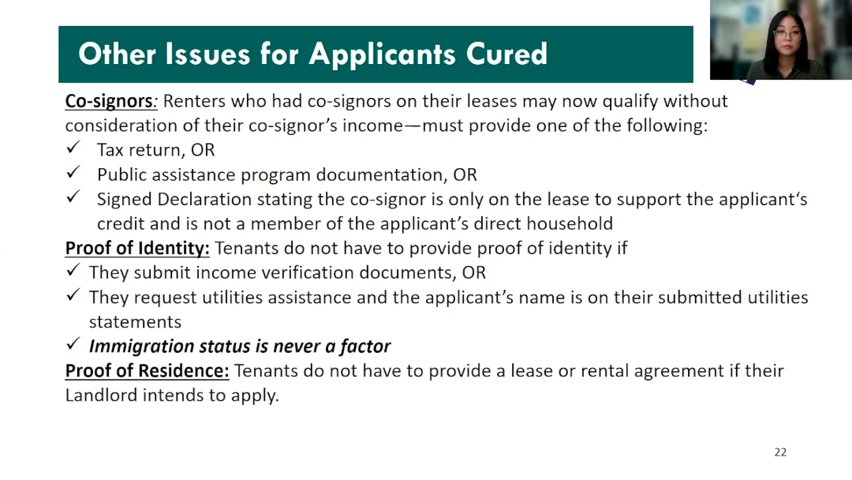 Other Issues for Applicants Cured
Co-signors: Renters who had co-signors on their leases may now qualify without
consideration of their co-signor's income—must provide one of the following:
✓ Tax return, OR
✓ Public assistance program documentation, OR
✓ Signed Declaration stating the co-signor is only on the lease to support the applicant's
credit and is not a member of the applicant's direct household
Proof of Identity: Tenants do not have to provide proof of identity if
✓ They submit income verification documents, OR
✓ They request utilities assistance and the applicant's name is on their submitted utilities
statements
✓ Immigration status is never a factor
Proof of Residence: Tenants do not have to provide a lease or rental agreement if their
Landlord intends to apply.
22